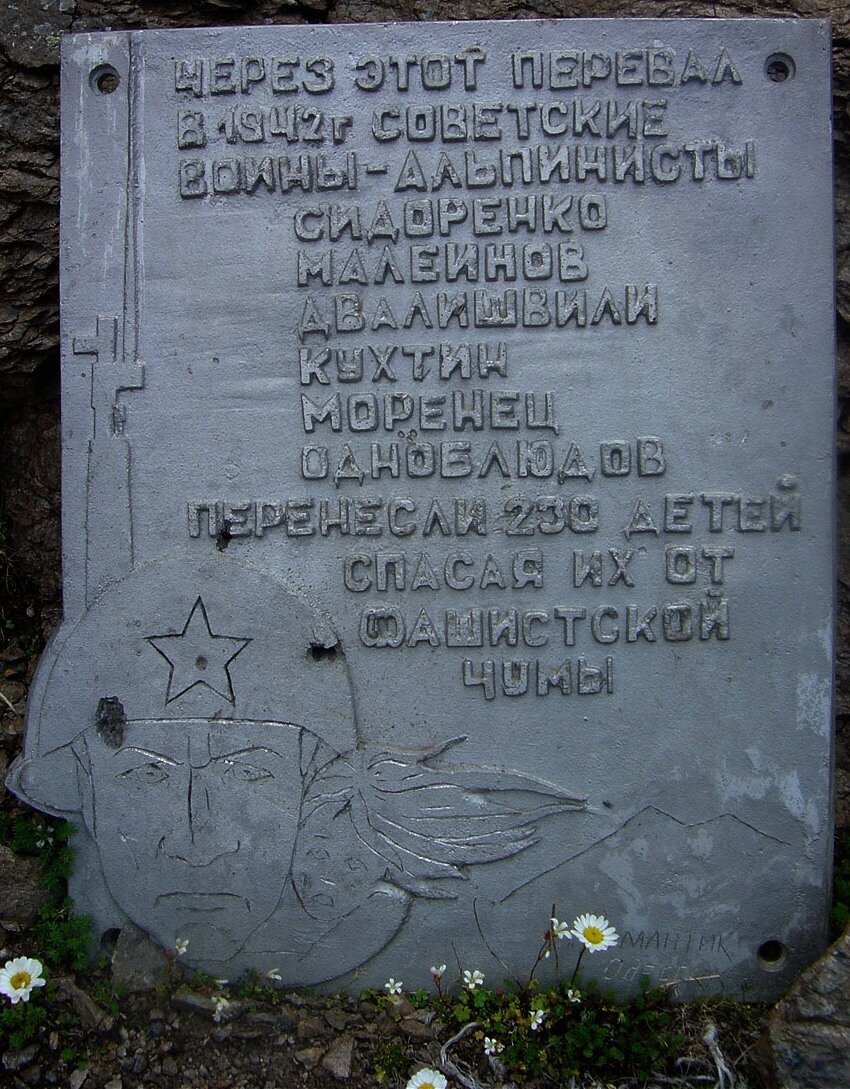 ЧЕРЕЗ ЭТОТ ПЕРЕВАЛ
В 1942г СОВЕТСКИЕ
ВОИНЫ-АЛЬПИНИСТЫ
СИДОРЕНКО
МАЛЕИНОВ
ДВАЛИШВИЛИ
КУХТИН
МОРЕНЕЦ
ОДНОБЛЮДОВ
ПЕРЕНЕСЛИ 230 ДЕТЕЙ
СПАСАЯ ИХ ОТ
ФАШИСТСКОЙ
ЧУМЫ